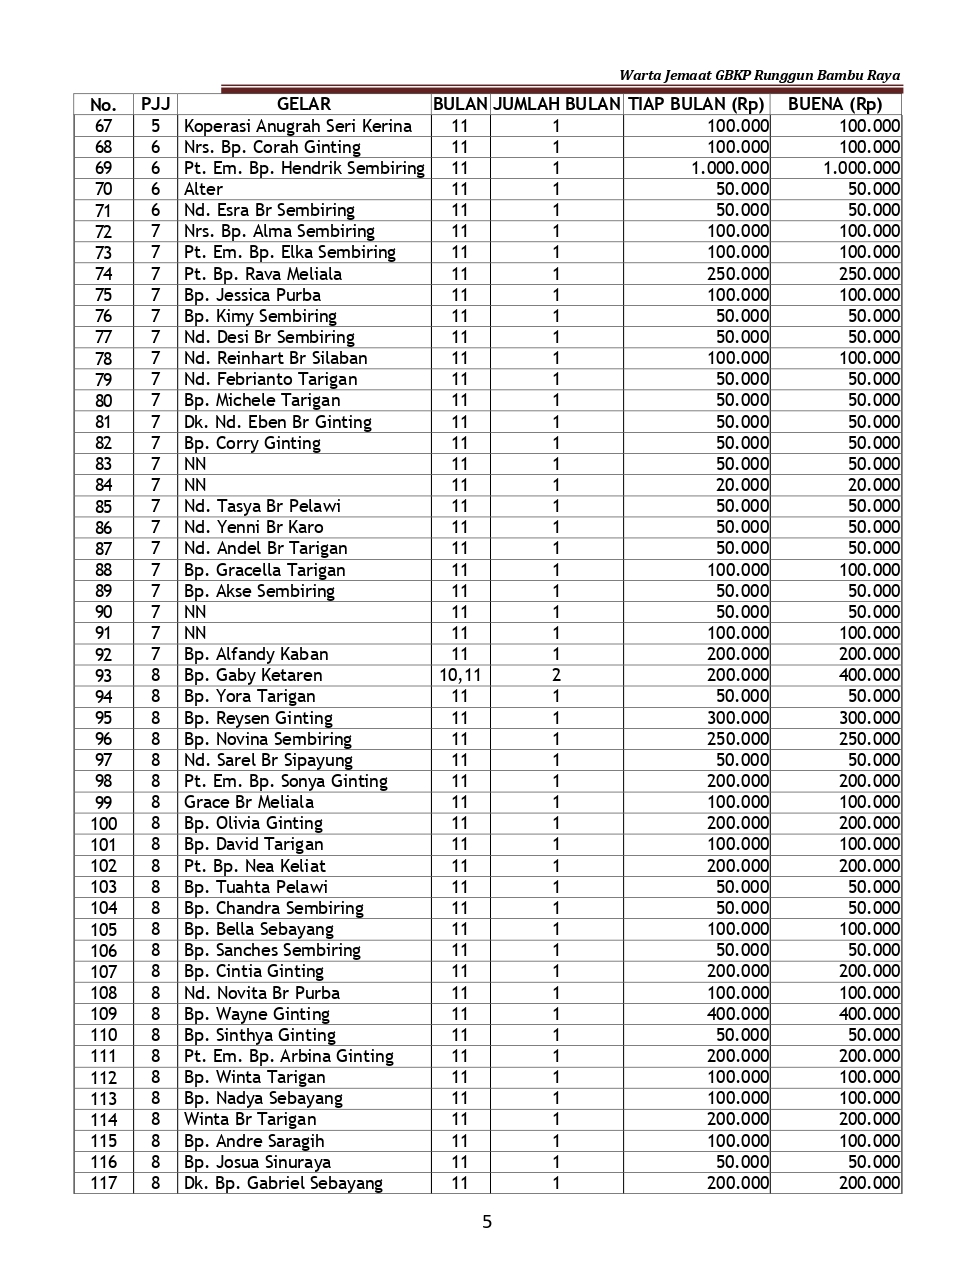 Warta Jemaat GBKP Runggun Bambu Raya
No. PJJ GELAR BULAN JUMLAH BULAN TIAP BULAN (Rp) BUENA (Rp)
67 5 Koperasi Anugrah Seri Kerina 11 1 100.000 100.000
68 6 Nrs. Bp. Corah Ginting 11 1 100.000 100.000
69 6 Pt. Em. Bp. Hendrik Sembiring 11 1 1.000.000 1.000.000
70 6 Alter 11 1 50.000 50.000
71 6 Nd. Esra Br Sembiring 11 1 50.000 50.000
72 7 Nrs. Bp. Alma Sembiring 11 1 100.000 100.000
73 7 Pt. Em. Bp. Elka Sembiring 11 1 100.000 100.000
74 7 Pt. Bp. Rava Meliala 11 1 250.000 250.000
75 7 Bp. Jessica Purba 11 1 100.000 100.000
76 7 Bp. Kimy Sembiring 11 1 50.000 50.000
77 7 Nd. Desi Br Sembiring 11 1 50.000 50.000
78 7 Nd. Reinhart Br Silaban 11 1 100.000 100.000
79 7 Nd. Febrianto Tarigan 11 1 50.000 50.000
80 7 Bp. Michele Tarigan 11 1 50.000 50.000
81 7 Dk. Nd. Eben Br Ginting 11 1 50.000 50.000
82 7 Bp. Corry Ginting 11 1 50.000 50.000
83 7 NN 11 1 50.000 50.000
84 7 NN 11 1 20.000 20.000
85 7 Nd. Tasya Br Pelawi 11 1 50.000 50.000
86 7 Nd. Yenni Br Karo 11 1 50.000 50.000
87 7 Nd. Andel Br Tarigan 11 1 50.000 50.000
88 7 Bp. Gracella Tarigan 11 1 100.000 100.000
89 7 Bp. Akse Sembiring 11 1 50.000 50.000
90 7 NN 11 1 50.000 50.000
91 7 NN 11 1 100.000 100.000
92 7 Bp. Alfandy Kaban 11 1 200.000 200.000
93 8 Bp. Gaby Ketaren 10,11 2 200.000 400.000
94 8 Bp. Yora Tarigan 11 1 50.000 50.000
95 8 Bp. Reysen Ginting 11 1 300.000 300.000
96 8 Bp. Novina Sembiring 11 1 250.000 250.000
97 8 Nd. Sarel Br Sipayung 11 1 50.000 50.000
98 8 Pt. Em. Bp. Sonya Ginting 11 1 200.000 200.000
99 8 Grace Br Meliala 11 1 100.000 100.000
100 8 Bp. Olivia Ginting 11 1 200.000 200.000
101 8 Bp. David Tarigan 11 1 100.000 100.000
102 8 Pt. Bp. Nea Keliat 11 1 200.000 200.000
103 8 Bp. Tuahta Pelawi 11 1 50.000 50.000
104 8 Bp. Chandra Sembiring 11 1 50.000 50.000
105 8 Bp. Bella Sebayang 11 1 100.000 100.000
106 8 Bp. Sanches Sembiring 11 1 50.000 50.000
107 8 Bp. Cintia Ginting 11 1 200.000 200.000
108 8 Nd. Novita Br Purba 11 1 100.000 100.000
109 8 Bp. Wayne Ginting 11 1 400.000 400.000
110 8 Bp. Sinthya Ginting 11 1 50.000 50.000
111 8 Pt. Em. Bp. Arbina Ginting 11 1 200.000 200.000
112 8 Bp. Winta Tarigan 11 1 100.000 100.000
113 8 Bp. Nadya Sebayang 11 1 100.000 100.000
114 8 Winta Br Tarigan 11 1 200.000 200.000
115 8 Bp. Andre Saragih 11 1 100.000 100.000
116 8 Bp. Josua Sinuraya 11 1 50.000 50.000
117 8 Dk. Bp. Gabriel Sebayang 11 1 200.000 200.000
5